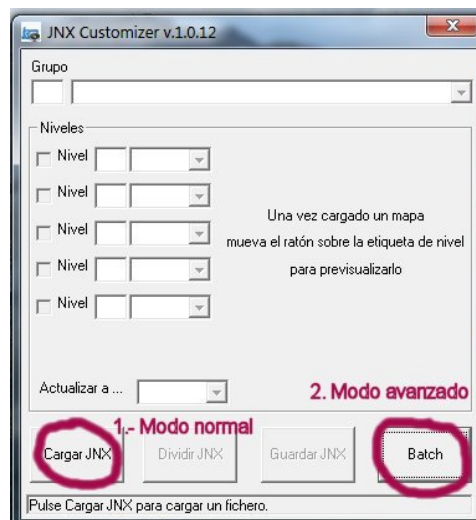 JNX Customizer v.1.0.12
Grupo
Niveles
Nivel
Nivel
Nivel
Nivel
Nivel
Una vez cargado un mapa
mueva el ratón sobre la etiqueta de nivel
para previsualizarlo
Actualizar a ...
2. Modo avanzado
1.- Modo normal
Cargar JNX
Dividir JNX
Guardar JNX
Batch
Pulse Cargar JNX para cargar un fichero.